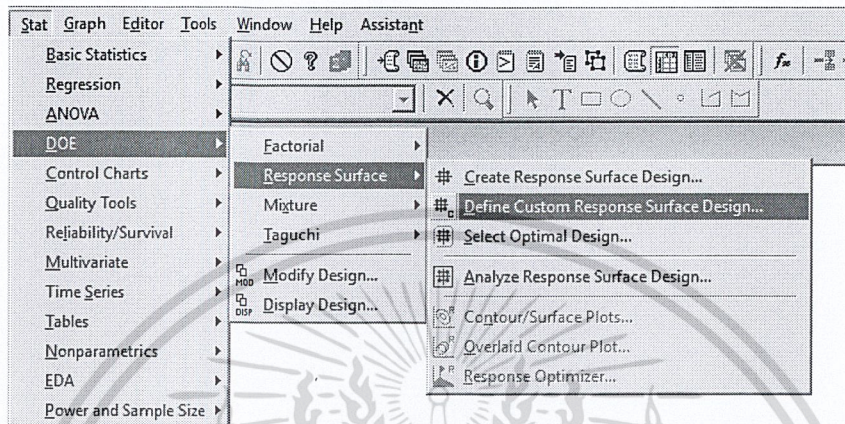 Stat Graph Editor Tools Window Help Assistant
Basic Statistics
Regression
ANOVA
DOE
Control Charts
Quality Tools
Reliability/Survival
Multivariate
Time Series
Tables
Nonparametrics
EDA
Power and Sample Size
Factorial
Response Surface
Mixture
Taguchi
MOD Modify Design...
DISP Display Design...
Create Response Surface Design...
Define Custom Response Surface Design...
Select Optimal Design...
Analyze Response Surface Design...
Contour/Surface Plots...
Overlaid Contour Plot...
Response Optimizer...